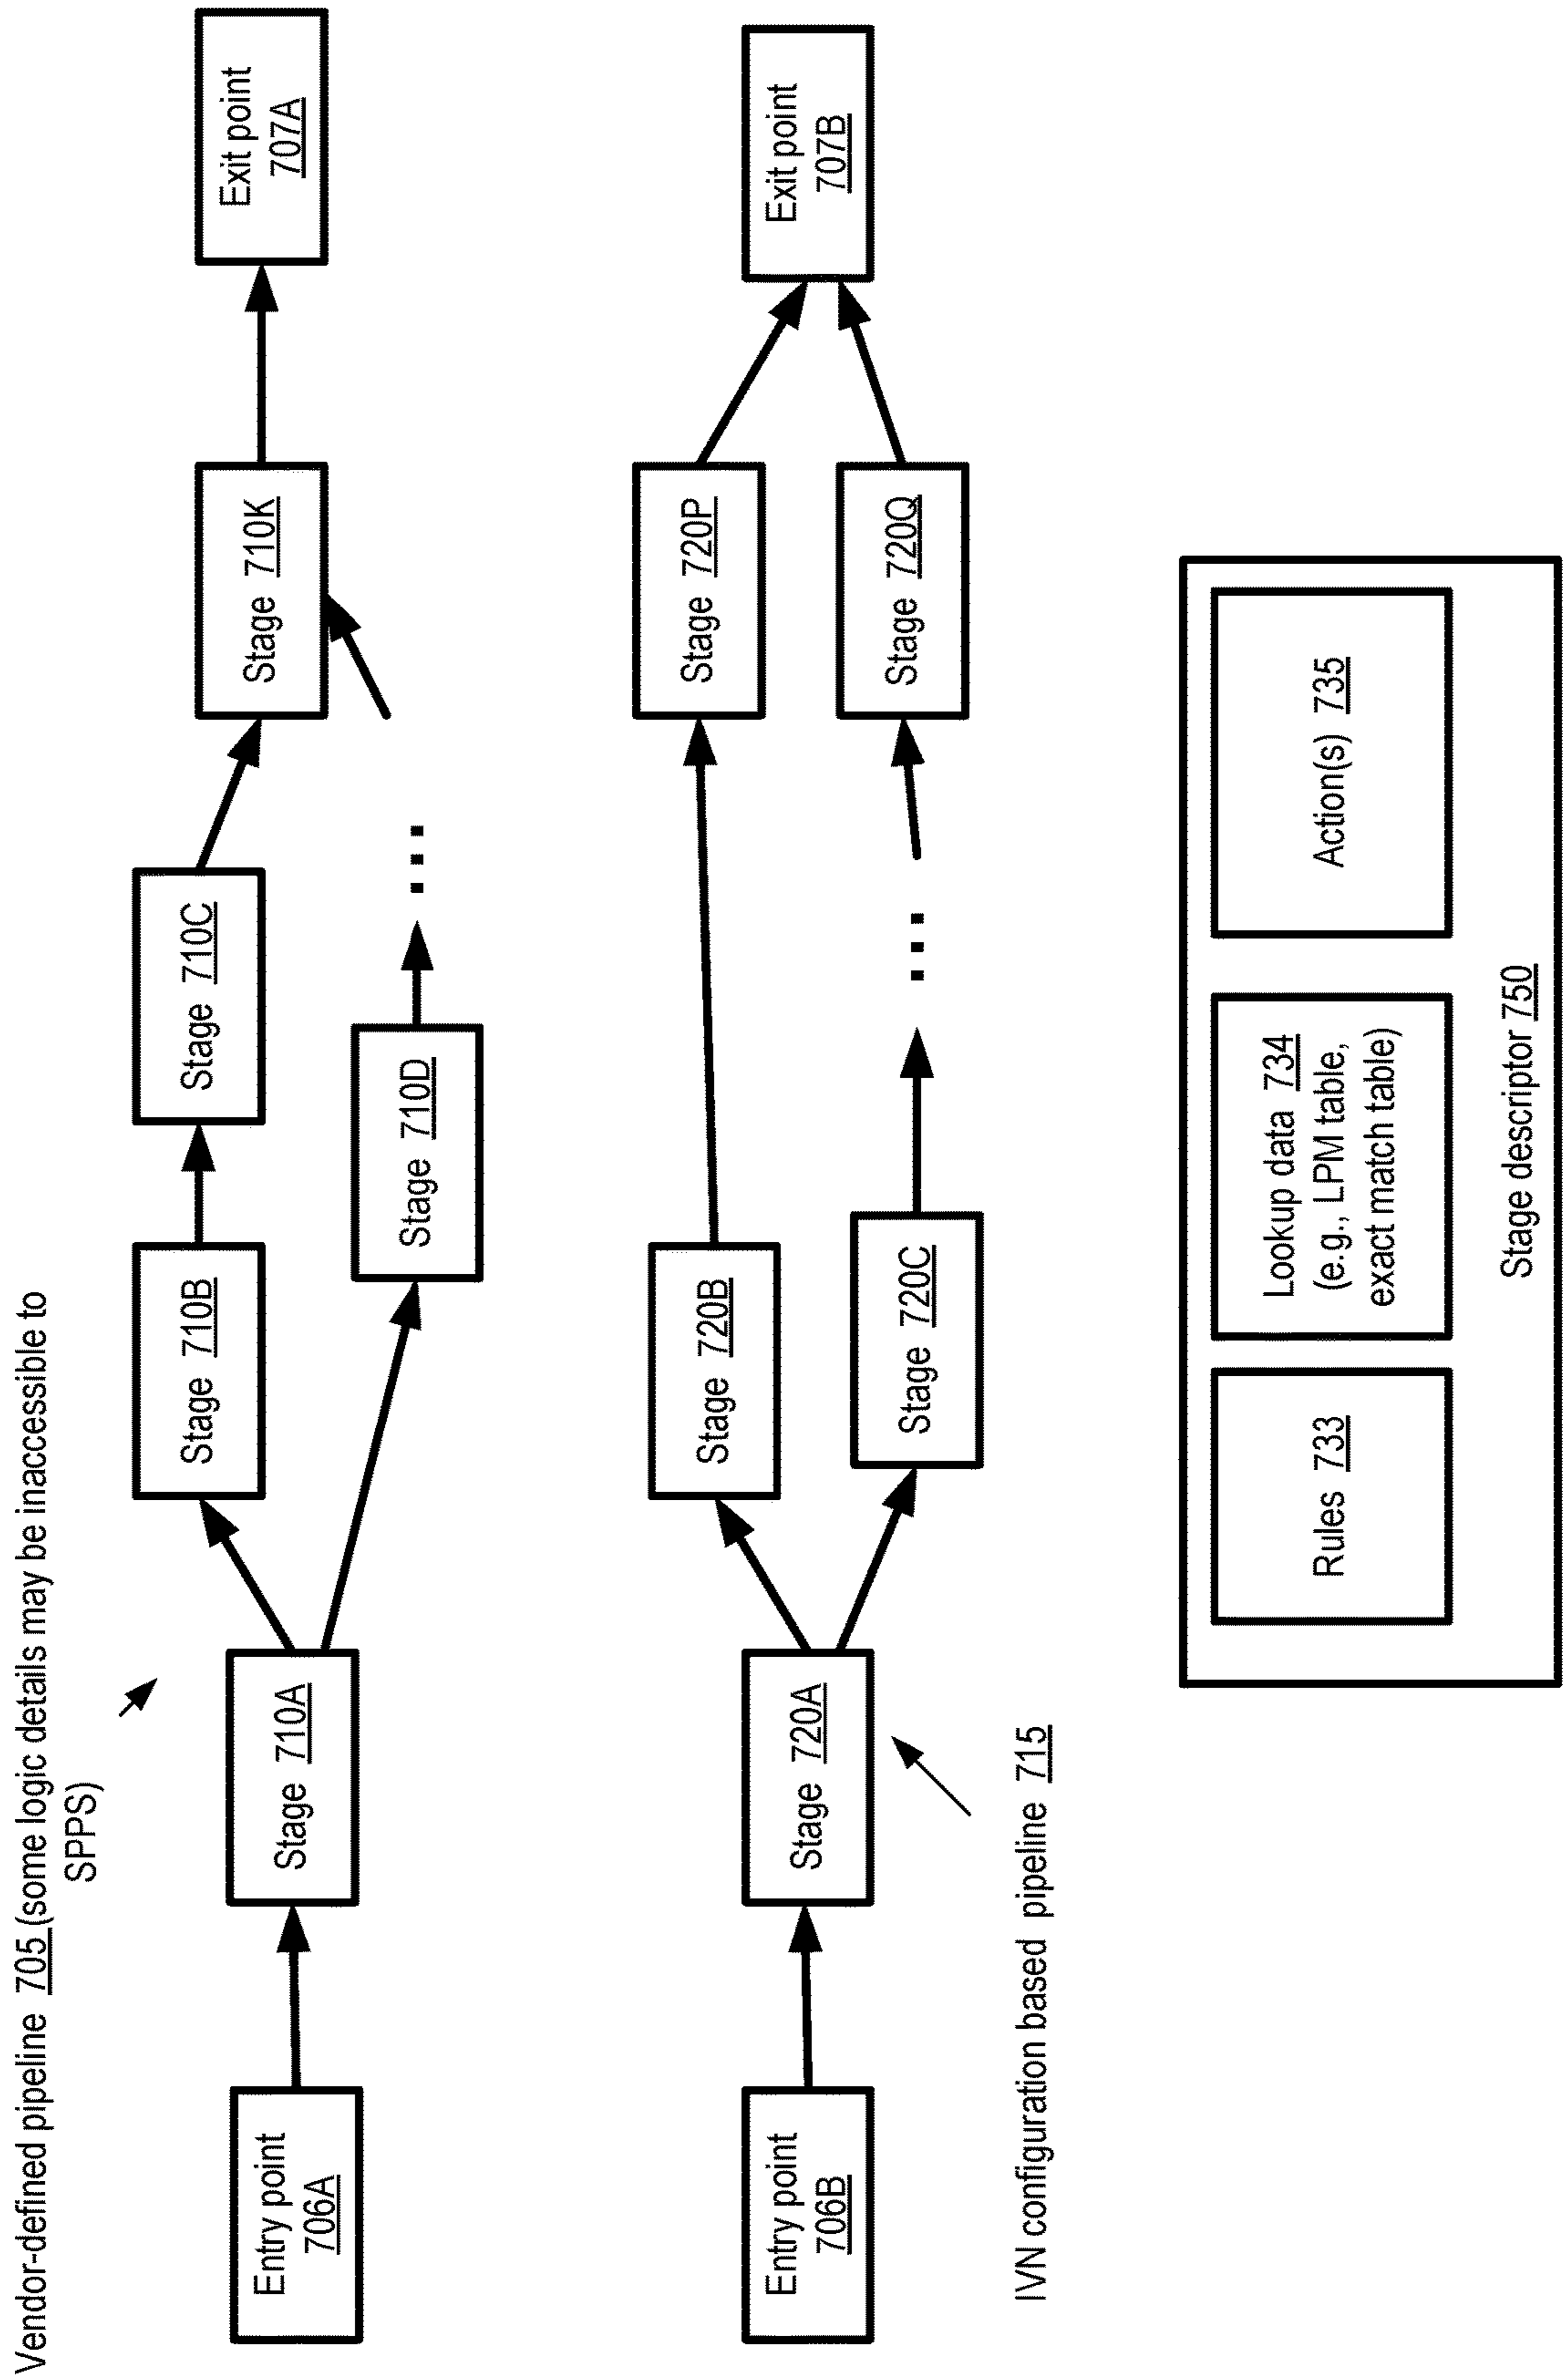 Vendor-defined pipeline 705 (some logic details may be inaccessible to
SPPS)
Entry point
706A
Stage 710A
Stage 710B
Stage 710C
Stage 710D
...
Stage 710K
Exit point
707A
Entry point
706B
Stage 720A
Stage 720B
Stage 720C
...
Stage 720P
Stage 720Q
Exit point
707B
IVN configuration based pipeline 715
Rules 733
Lookup data 734
(e.g., LPM table,
exact match table)
Action(s) 735
Stage descriptor 750